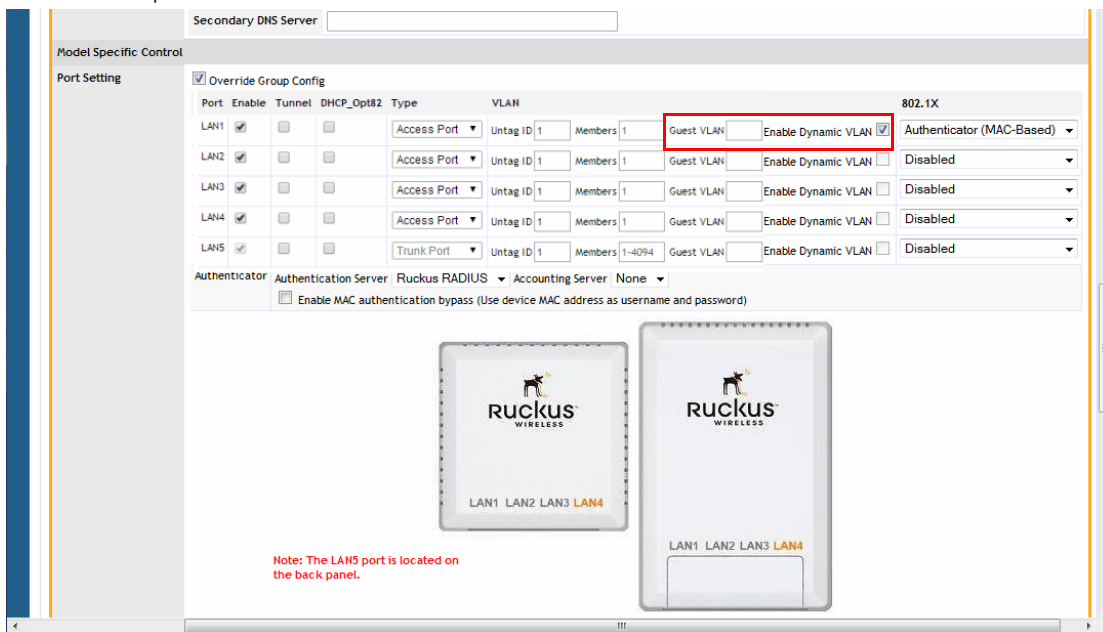 Secondary DNS Server
Model Specific Control
Port Setting
Override Group Config
Port Enable Tunnel DHCP_Opt82 Type VLAN 802.1X
LAN1 Access Port Untag ID 1 Members 1 Guest VLAN Enable Dynamic VLAN Authenticator (MAC-Based)
LAN2 Access Port Untag ID 1 Members 1 Guest VLAN Enable Dynamic VLAN Disabled
LAN3 Access Port Untag ID 1 Members 1 Guest VLAN Enable Dynamic VLAN Disabled
LAN4 Access Port Untag ID 1 Members 1 Guest VLAN Enable Dynamic VLAN Disabled
LAN5 Trunk Port Untag ID 1 Members 1-4094 Guest VLAN Enable Dynamic VLAN Disabled
Authenticator Authentication Server Ruckus RADIUS Accounting Server None
Enable MAC authentication bypass (Use device MAC address as username and password)
RUCKUS
WIRELESS
LAN1 LAN2 LAN3 LAN4
RUCKUS
WIRELESS
LAN1 LAN2 LAN3 LAN4
Note: The LAN5 port is located on
the back panel.